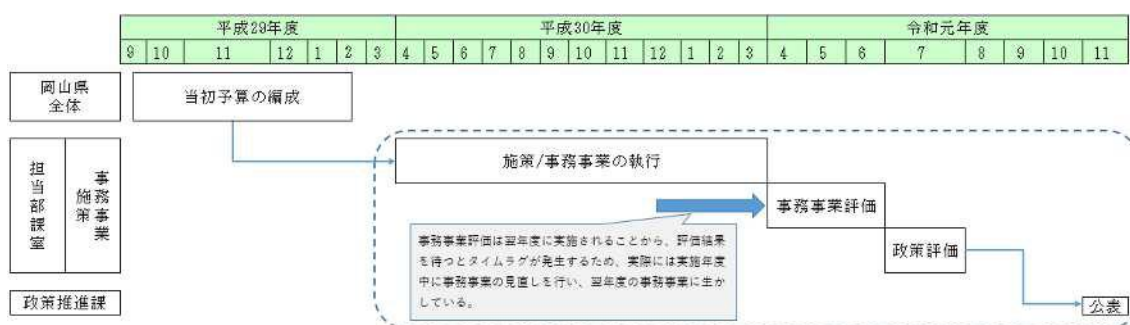 平成29年度 平成30年度 令和元年度
9 10 11 12 1 2 3 4 5 6 7 8 9 10 11 12 1 2 3 4 5 6 7 8 9 10 11
岡山県
全体
当初予算の編成
担当部課室
事務事業
施策
施策/事務事業の執行
事務事業評価
事務事業評価は翌年度に実施されることから、評価結果
を待つとタイムラグが発生するため、実際には実施年度
中に事務事業の見直しを行い、翌年度の事務事業に生か
している。
政策評価
政策推進課
公表